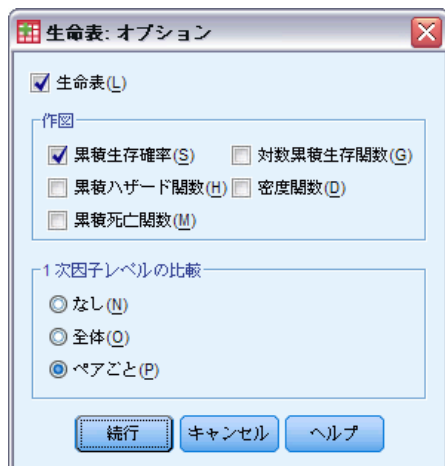 生命表: オプション
生命表(L)
作図
累積生存確率(S) 対数累積生存関数(G)
累積ハザード関数(H) 密度関数(D)
累積死亡関数(M)
1 次因子レベルの比較
なし(N)
全体(O)
ペアごと(P)
続行 キャンセル ヘルプ